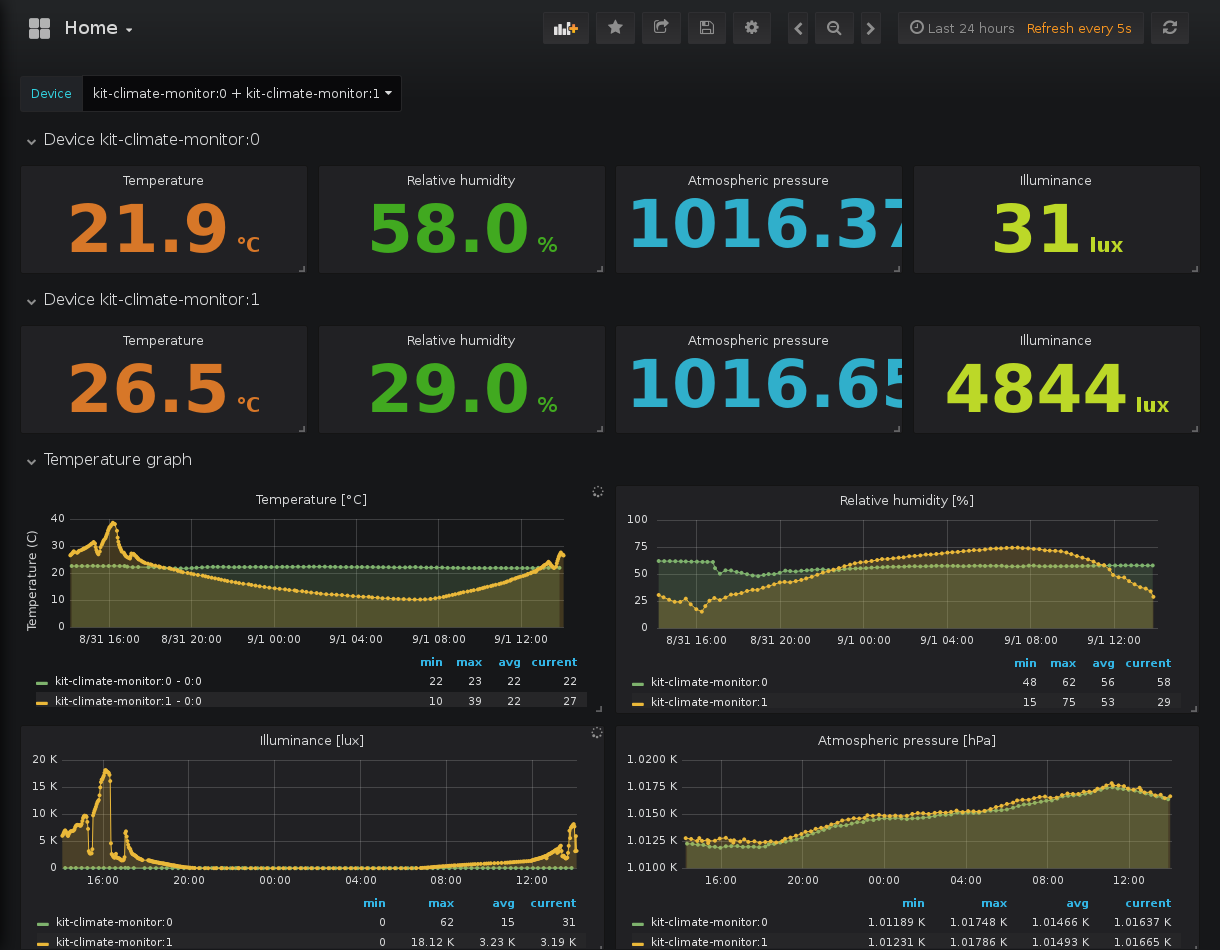 Home
Last 24 hours Refresh every 5s
Device kit-climate-monitor:0 + kit-climate-monitor:1
Device kit-climate-monitor:0
Temperature Relative humidity Atmospheric pressure Illuminance
21.9 °C 58.0 % 1016.37 31 lux
Device kit-climate-monitor:1
Temperature Relative humidity Atmospheric pressure Illuminance
26.5 °C 29.0 % 1016.65 4844 lux
Temperature graph
Temperature [°C]
Temperature (C)
40
30
20
10
0
8/31 16:00 8/31 20:00 9/1 00:00 9/1 04:00 9/1 08:00 9/1 12:00
min max avg current
kit-climate-monitor:0 - 0:0 22 23 22 22
kit-climate-monitor:1 - 0:0 10 39 22 27
Relative humidity [%]
100
75
50
25
0
8/31 16:00 8/31 20:00 9/1 00:00 9/1 04:00 9/1 08:00 9/1 12:00
min max avg current
kit-climate-monitor:0 48 62 56 58
kit-climate-monitor:1 15 75 53 29
Illuminance [lux]
20 K
15 K
10 K
5 K
0
16:00 20:00 00:00 04:00 08:00 12:00
min max avg current
kit-climate-monitor:0 0 62 15 31
kit-climate-monitor:1 0 18.12 K 3.23 K 3.19 K
Atmospheric pressure [hPa]
1.0200 K
1.0175 K
1.0150 K
1.0125 K
1.0100 K
16:00 20:00 00:00 04:00 08:00 12:00
min max avg current
kit-climate-monitor:0 1.01189 K 1.01748 K 1.01466 K 1.01637 K
kit-climate-monitor:1 1.01231 K 1.01786 K 1.01493 K 1.01665 K